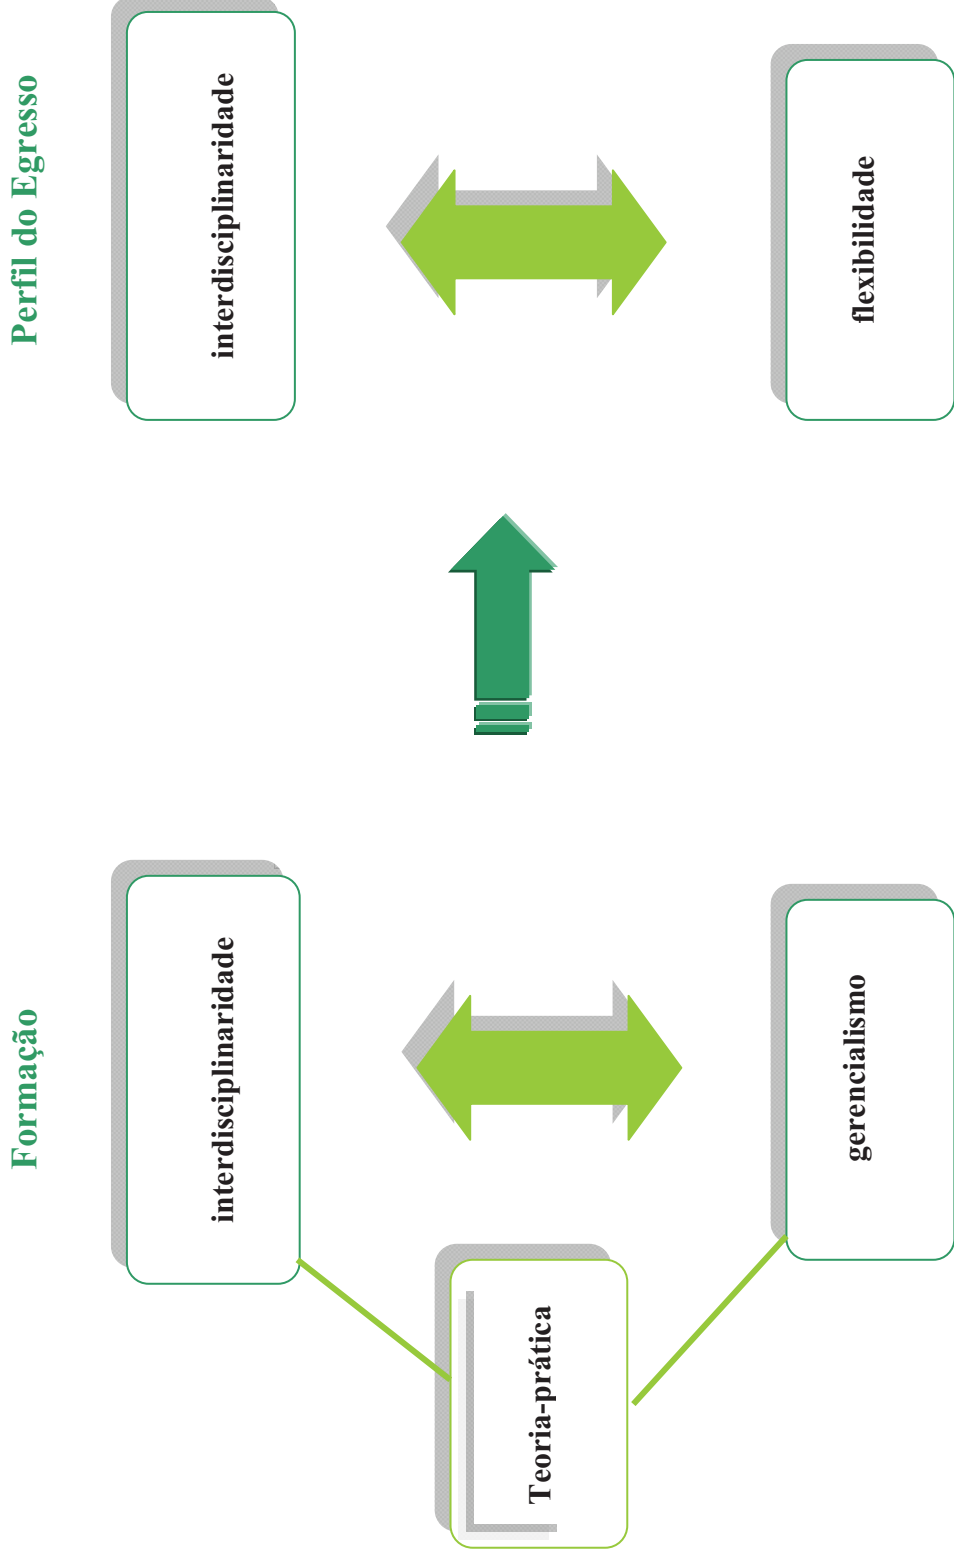 Formação
Perfil do Egresso
interdisciplinaridade
interdisciplinaridade
Teoria-prática
gerencialismo
flexibilidade